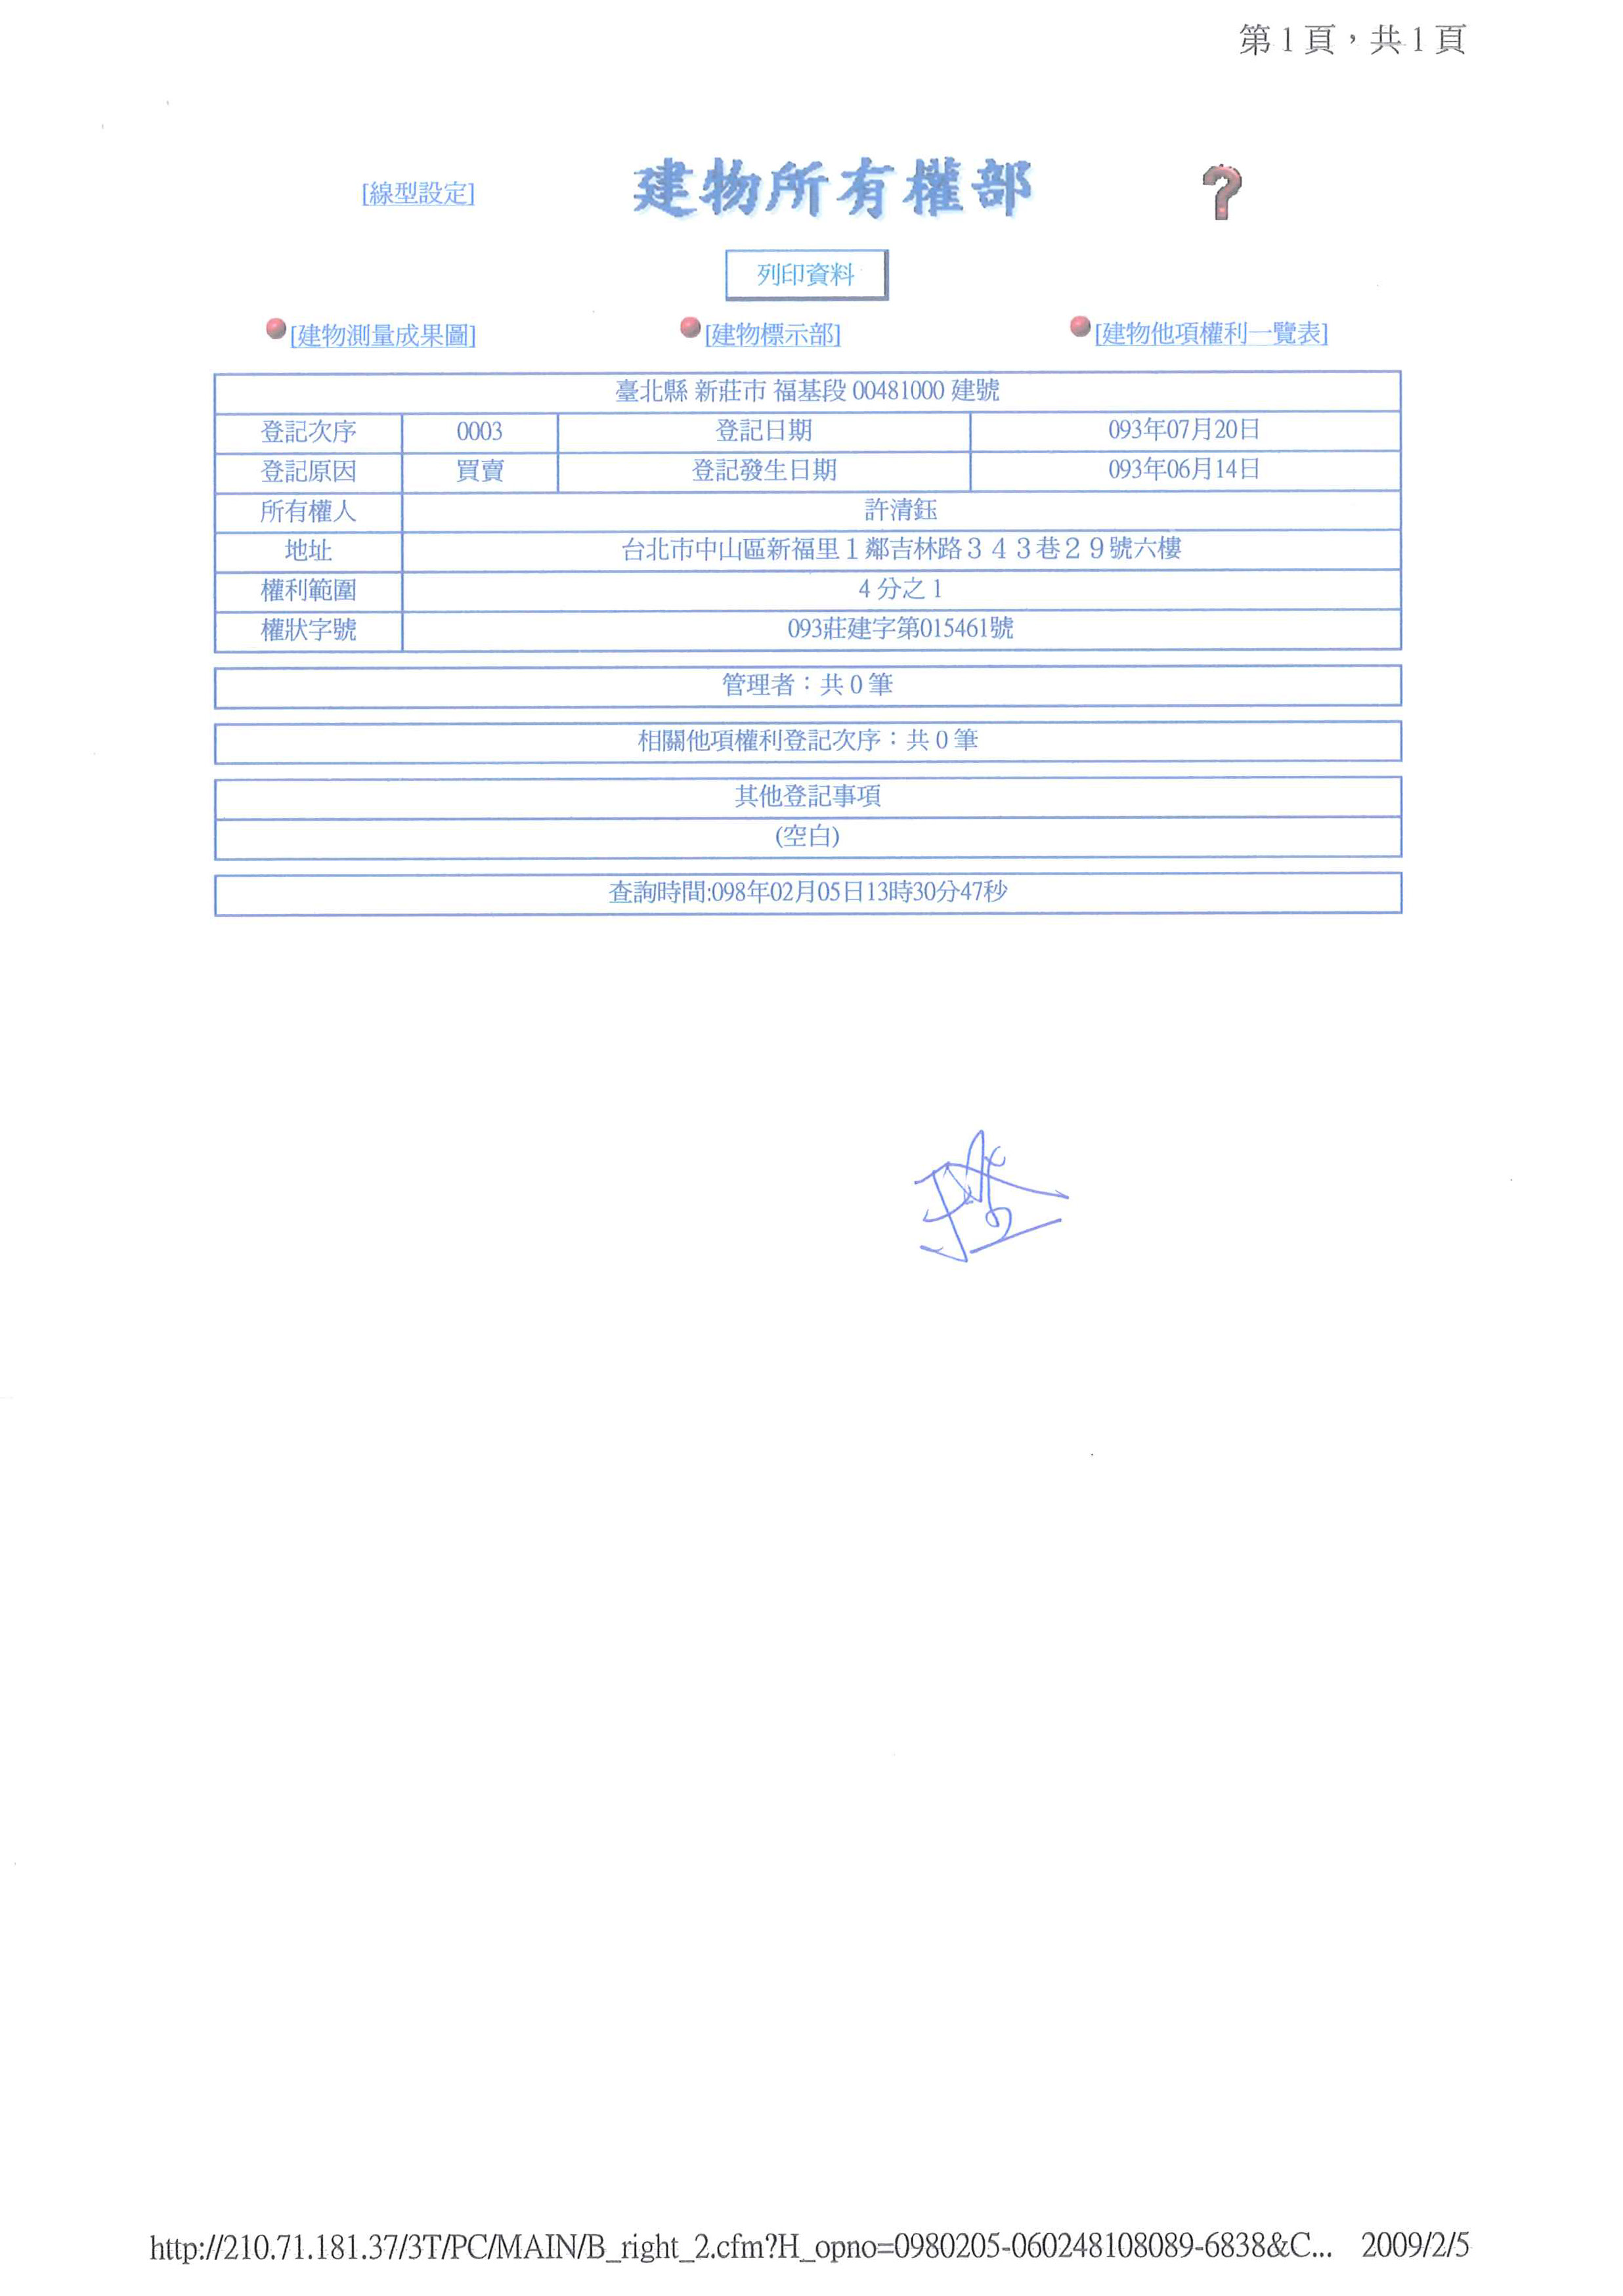 第1頁，共1頁
[線型設定] 建物所有權部
列印資料
[建物測量成果圖] [建物標示部] [建物他項權利一覽表]
臺北縣 新莊市 福基段 00481000 建號
登記次序 0003 登記日期 093年07月20日
登記原因 買賣 登記發生日期 093年06月14日
所有權人 許清鈺
地址 台北市中山區新福里１鄰吉林路３４３巷２９號六樓
權利範圍 4 分之 1
權狀字號 093莊建字第015461號
管理者：共 0 筆
相關他項權利登記次序：共 0 筆
其他登記事項
(空白)
查詢時間:098年02月05日13時30分47秒
http://210.71.181.37/3T/PC/MAIN/B_right_2.cfm?H_opno=0980205-060248108089-6838&C... 2009/2/5